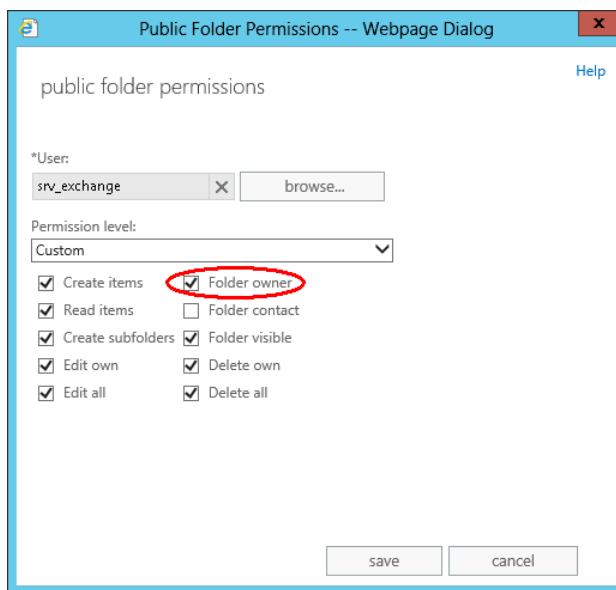 Public Folder Permissions -- Webpage Dialog
x
Help
public folder permissions
*User:
srv_exchange
browse...
Permission level:
Custom
Create items Folder owner
Read items Folder contact
Create subfolders Folder visible
Edit own Delete own
Edit all Delete all
save cancel